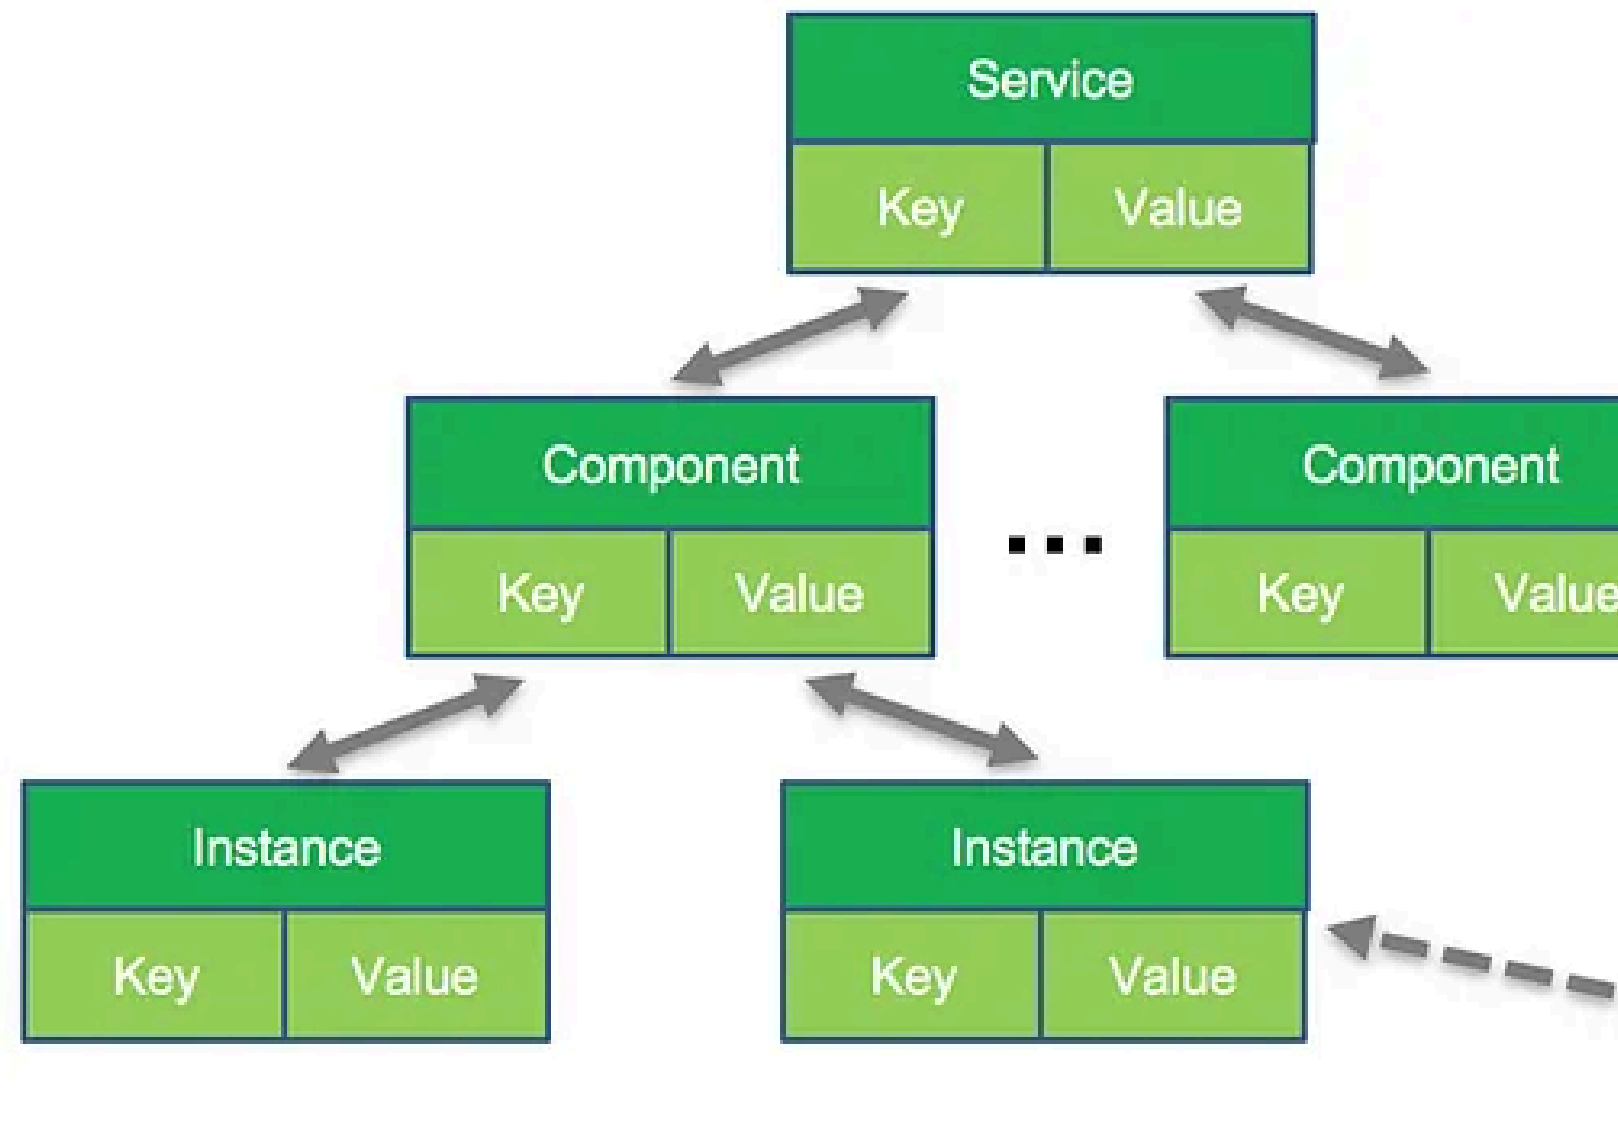 Service
Key Value
Component Component
Key Value Key Value
...
Instance Instance
Key Value Key Value